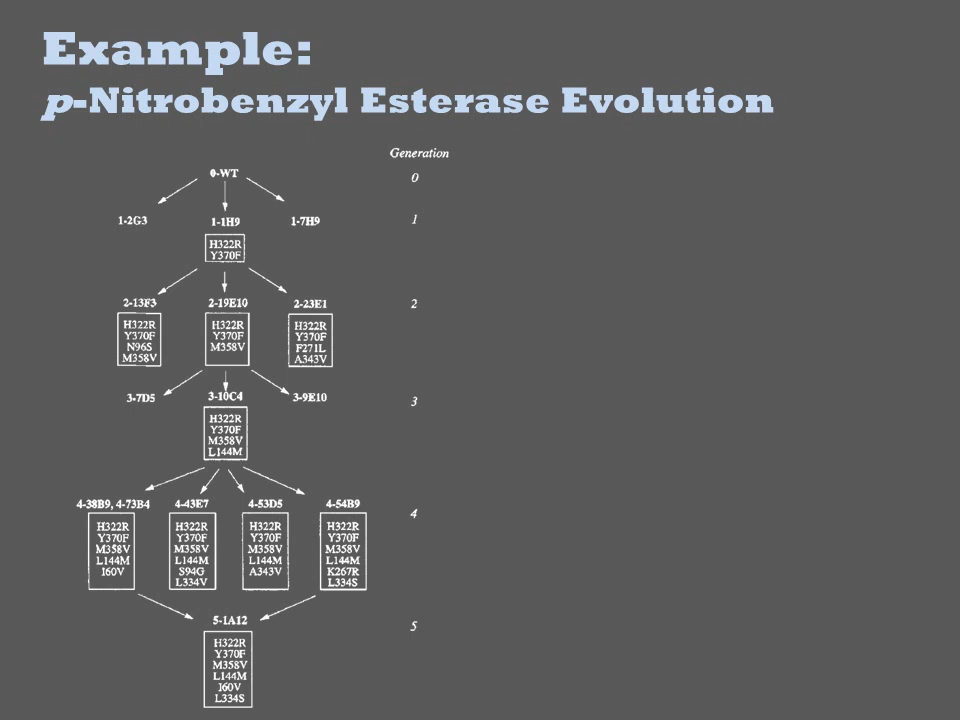 Example:
p-Nitrobenzyl Esterase Evolution
Generation
0-WT
0
1-2G3
1-1H9
1-7H9
1
H322R
Y370F
2-13F3
2-19E10
2-23E1
2
H322R
Y370F
N96S
M358V
H322R
Y370F
M358V
H322R
Y370F
F271L
A343V
3-7D5
3-10C4
3-9E10
3
H322R
Y370F
M358V
L144M
4-38B9, 4-73B4
4-43E7
4-53D5
4-54B9
4
H322R
Y370F
M358V
L144M
I60V
H322R
Y370F
M358V
L144M
S94G
L334V
H322R
Y370F
M358V
L144M
A343V
H322R
Y370F
M358V
L144M
K267R
L334S
5-1A12
5
H322R
Y370F
M358V
L144M
I60V
L334S